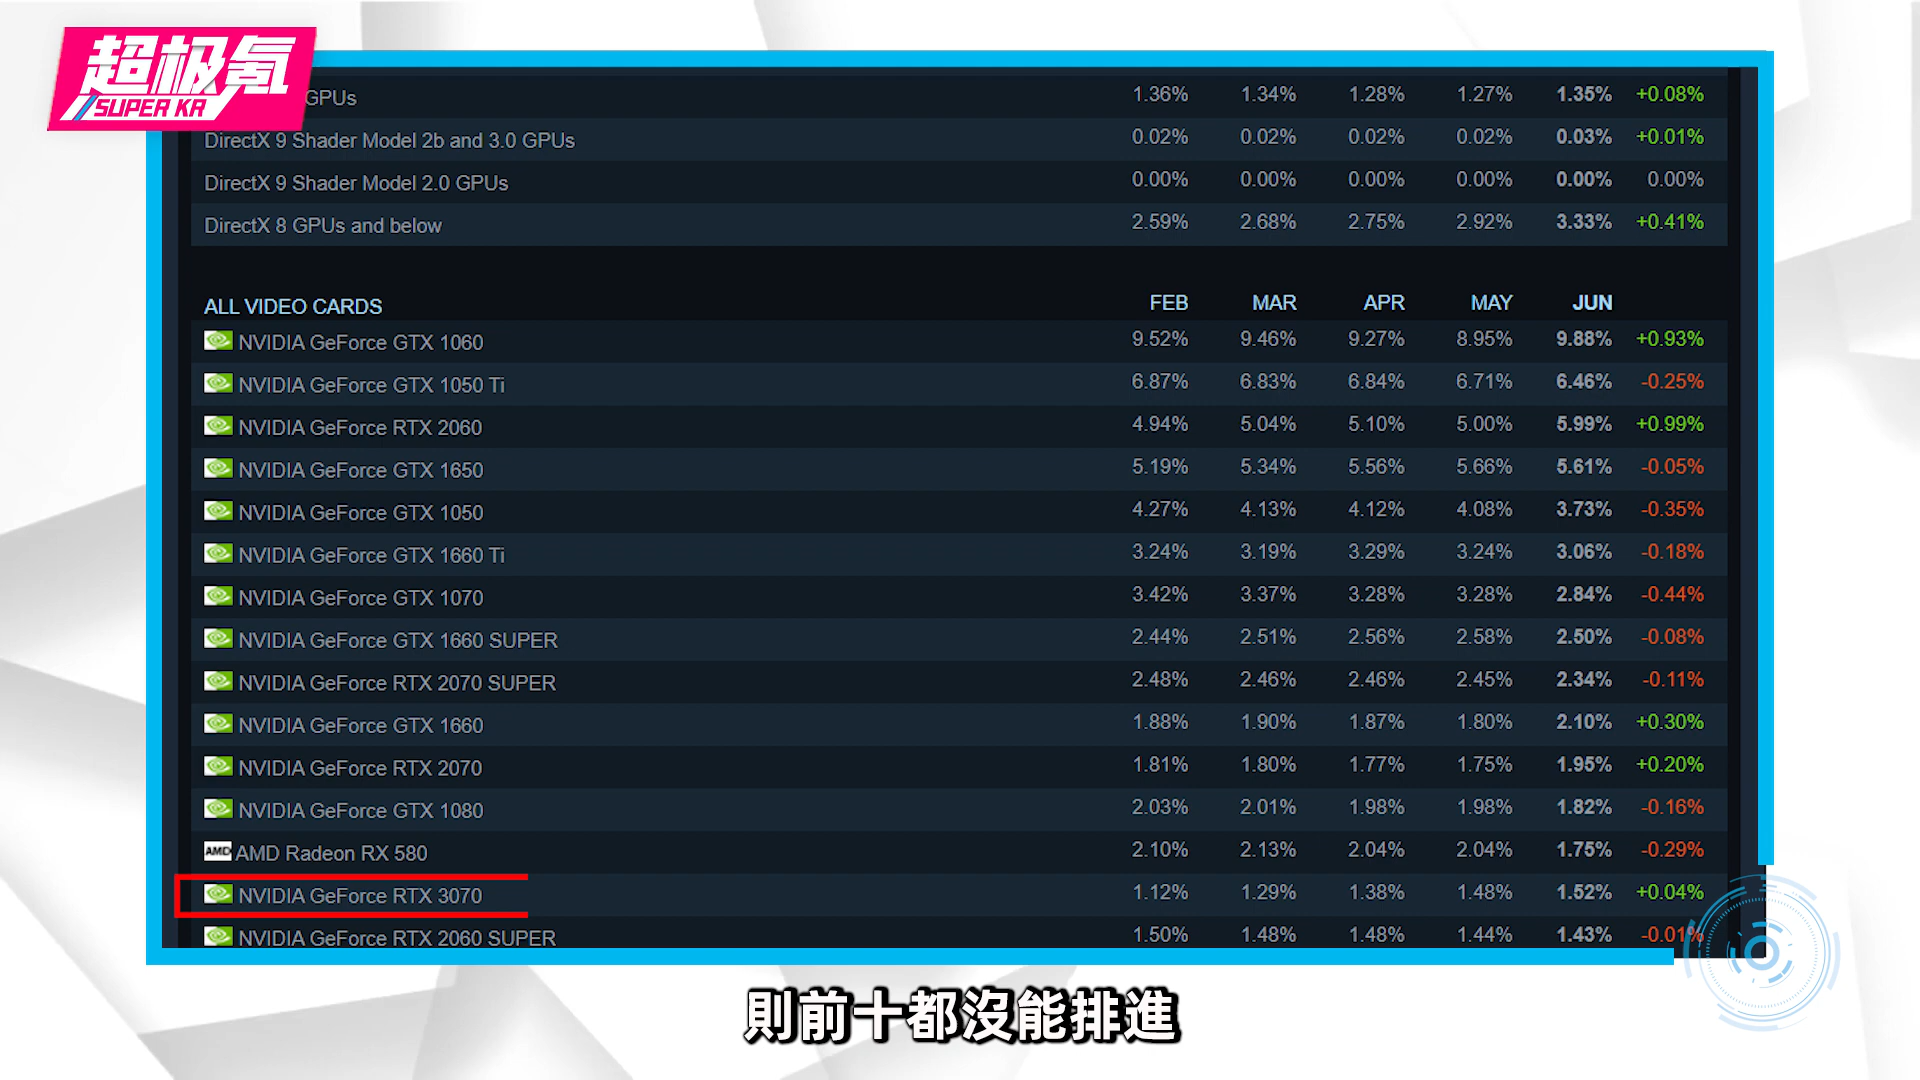 超极氪
SUPER KR
GPUs 1.36% 1.34% 1.28% 1.27% 1.35% +0.08%
DirectX 9 Shader Model 2b and 3.0 GPUs 0.02% 0.02% 0.02% 0.02% 0.03% +0.01%
DirectX 9 Shader Model 2.0 GPUs 0.00% 0.00% 0.00% 0.00% 0.00% 0.00%
DirectX 8 GPUs and below 2.59% 2.68% 2.75% 2.92% 3.33% +0.41%
ALL VIDEO CARDS FEB MAR APR MAY JUN
NVIDIA GeForce GTX 1060 9.52% 9.46% 9.27% 8.95% 9.88% +0.93%
NVIDIA GeForce GTX 1050 Ti 6.87% 6.83% 6.84% 6.71% 6.46% -0.25%
NVIDIA GeForce RTX 2060 4.94% 5.04% 5.10% 5.00% 5.99% +0.99%
NVIDIA GeForce GTX 1650 5.19% 5.34% 5.56% 5.66% 5.61% -0.05%
NVIDIA GeForce GTX 1050 4.27% 4.13% 4.12% 4.08% 3.73% -0.35%
NVIDIA GeForce GTX 1660 Ti 3.24% 3.19% 3.29% 3.24% 3.06% -0.18%
NVIDIA GeForce GTX 1070 3.42% 3.37% 3.28% 3.28% 2.84% -0.44%
NVIDIA GeForce GTX 1660 SUPER 2.44% 2.51% 2.56% 2.58% 2.50% -0.08%
NVIDIA GeForce RTX 2070 SUPER 2.48% 2.46% 2.46% 2.45% 2.34% -0.11%
NVIDIA GeForce GTX 1660 1.88% 1.90% 1.87% 1.80% 2.10% +0.30%
NVIDIA GeForce RTX 2070 1.81% 1.80% 1.77% 1.75% 1.95% +0.20%
NVIDIA GeForce GTX 1080 2.03% 2.01% 1.98% 1.98% 1.82% -0.16%
AMD AMD Radeon RX 580 2.10% 2.13% 2.04% 2.04% 1.75% -0.29%
NVIDIA GeForce RTX 3070 1.12% 1.29% 1.38% 1.48% 1.52% +0.04%
NVIDIA GeForce RTX 2060 SUPER 1.50% 1.48% 1.48% 1.44% 1.43% -0.01%
則前十都沒能排進